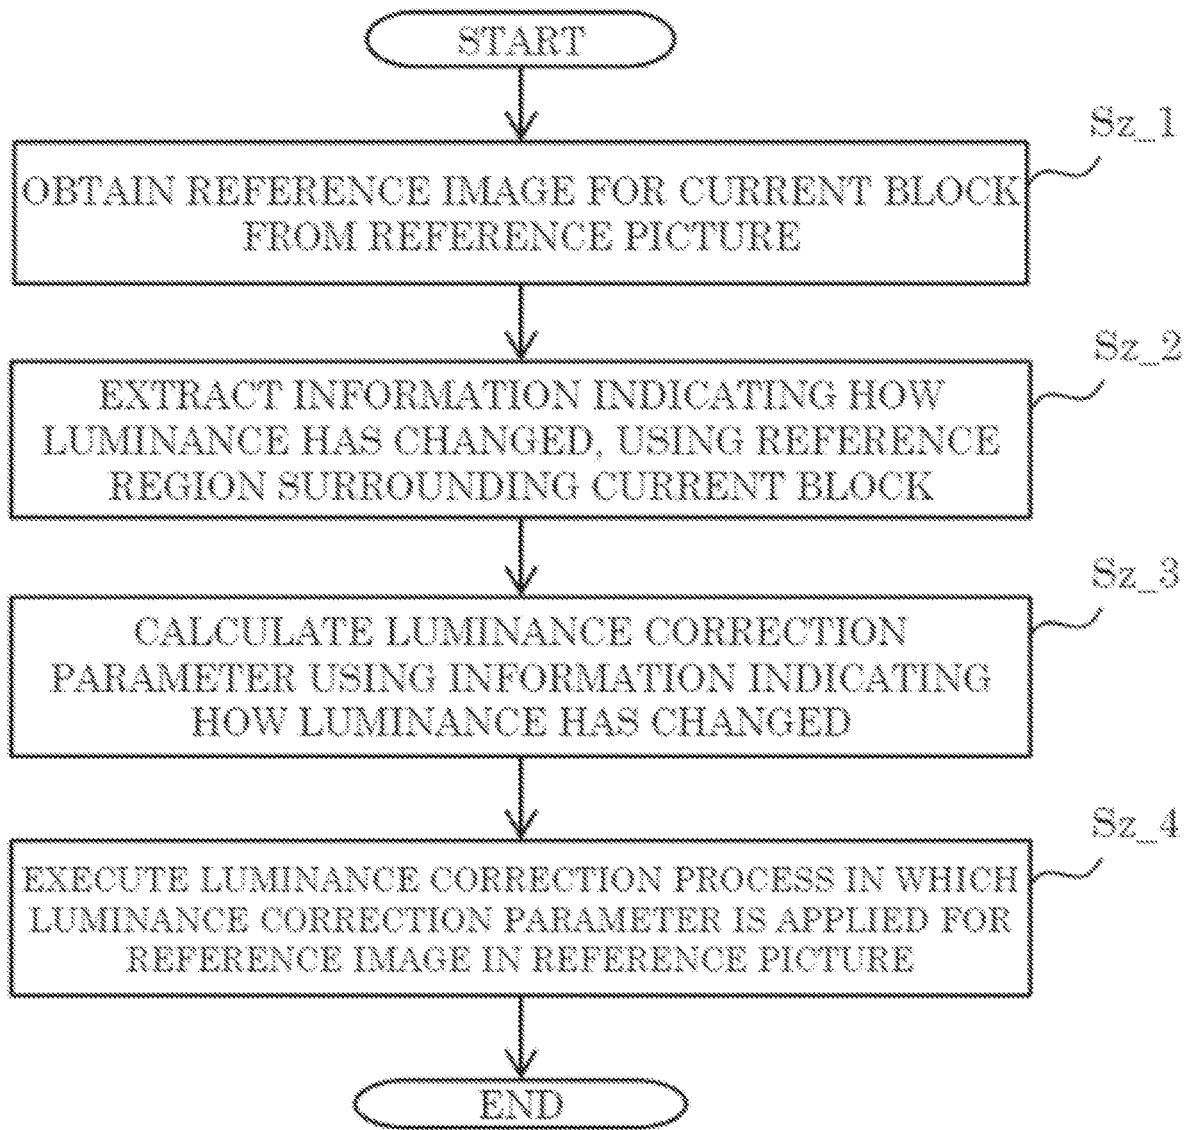 START
Sz_1
OBTAIN REFERENCE IMAGE FOR CURRENT BLOCK
FROM REFERENCE PICTURE
Sz_2
EXTRACT INFORMATION INDICATING HOW
LUMINANCE HAS CHANGED, USING REFERENCE
REGION SURROUNDING CURRENT BLOCK
Sz_3
CALCULATE LUMINANCE CORRECTION
PARAMETER USING INFORMATION INDICATING
HOW LUMINANCE HAS CHANGED
Sz_4
EXECUTE LUMINANCE CORRECTION PROCESS IN WHICH
LUMINANCE CORRECTION PARAMETER IS APPLIED FOR
REFERENCE IMAGE IN REFERENCE PICTURE
END